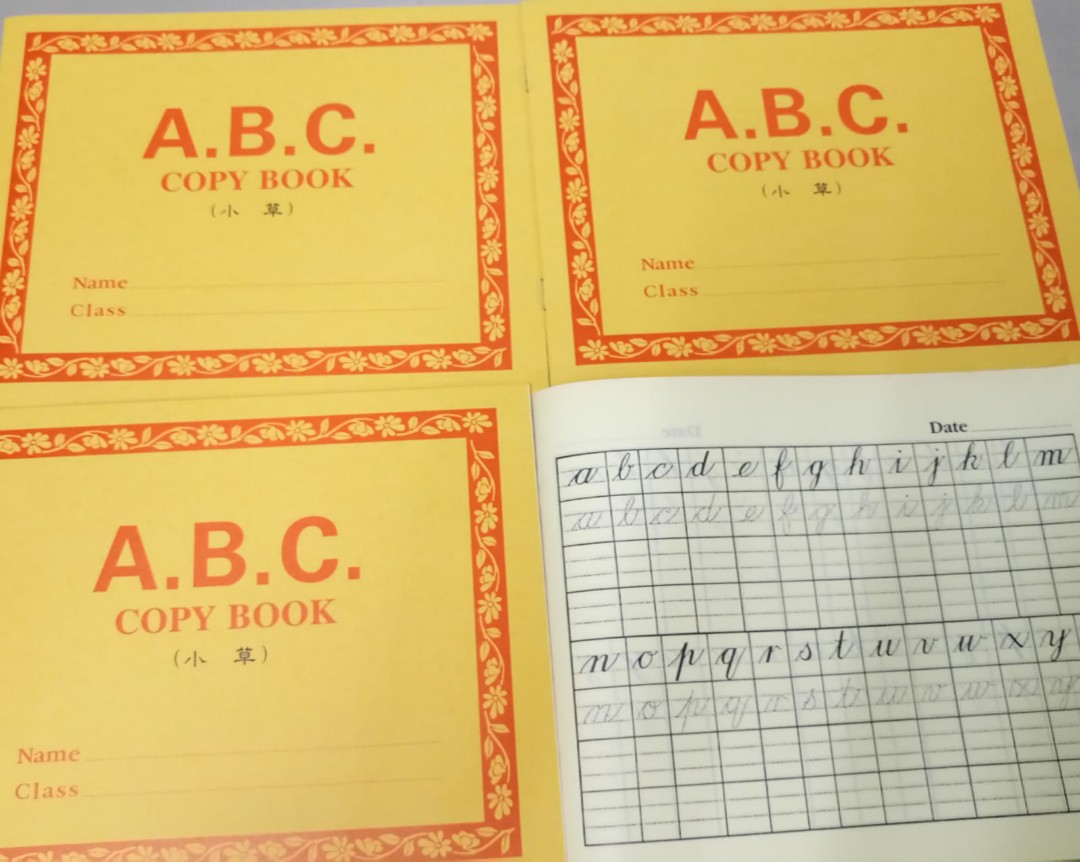 A.B.C.
COPY BOOK
(小 草)
Name
Class
A.B.C.
COPY BOOK
(小 草)
Name
Class
A.B.C.
COPY BOOK
(小 草)
Name
Class
Date
a b c d e f g h i j k l m
a b c d e f g h i j k l m
n o p q r s t u v w x y
n o p q r s t u v w x y